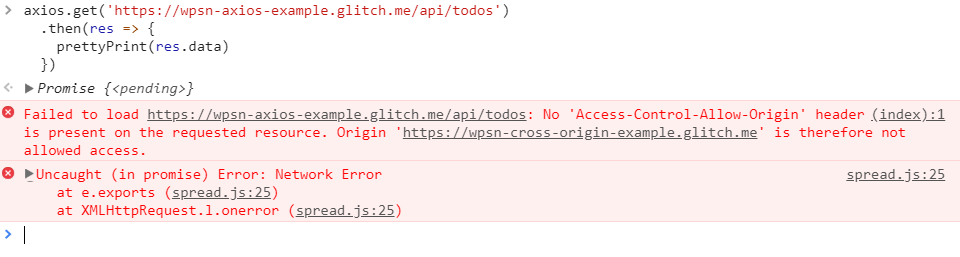 axios.get('https://wpsn-axios-example.glitch.me/api/todos')
.then(res => {
prettyPrint(res.data)
})
Promise {<pending>}
Failed to load https://wpsn-axios-example.glitch.me/api/todos: No 'Access-Control-Allow-Origin' header (index):1
is present on the requested resource. Origin 'https://wpsn-cross-origin-example.glitch.me' is therefore not
allowed access.
Uncaught (in promise) Error: Network Error spread.js:25
at e.exports (spread.js:25)
at XMLHttpRequest.l.onerror (spread.js:25)